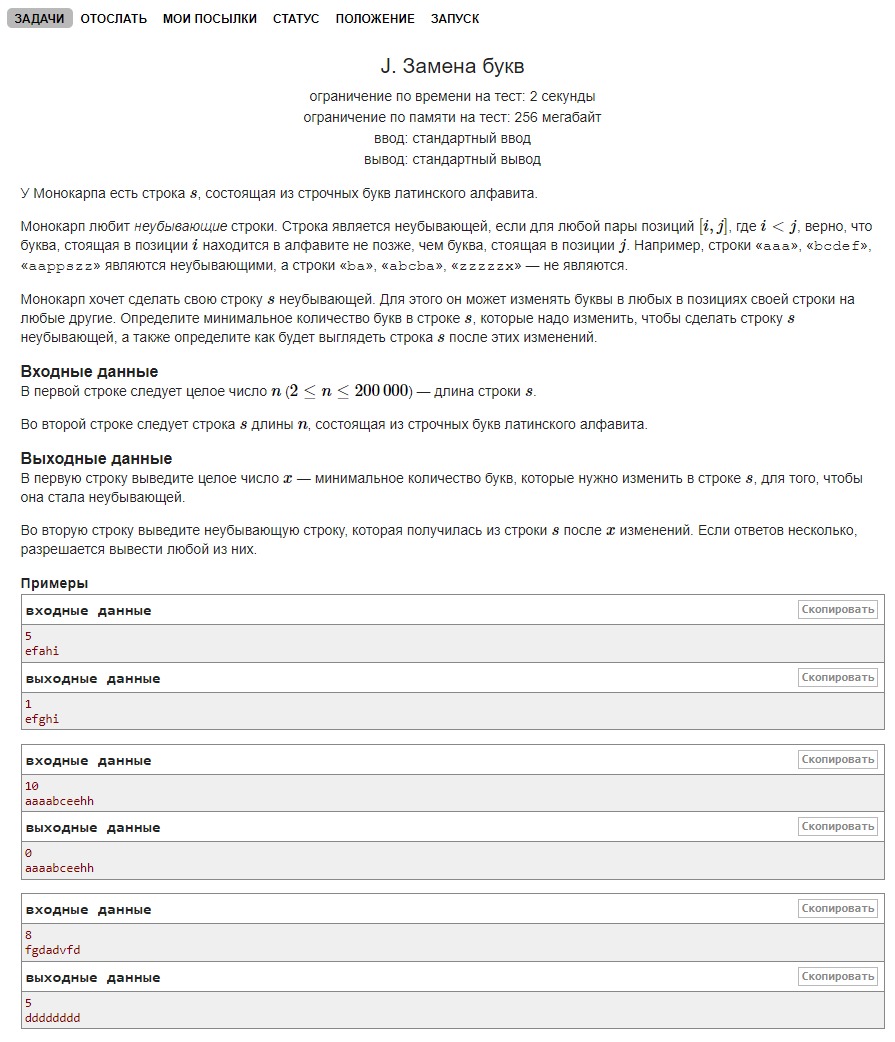 ЗАДАЧИ ОТОСЛАТЬ МОИ ПОСЫЛКИ СТАТУС ПОЛОЖЕНИЕ ЗАПУСК
J. Замена букв
ограничение по времени на тест: 2 секунды
ограничение по памяти на тест: 256 мегабайт
ввод: стандартный ввод
вывод: стандартный вывод
У Монокарпа есть строка s, состоящая из строчных букв латинского алфавита.
Монокарп любит неубывающие строки. Строка является неубывающей, если для любой пары позиций [i, j], где i < j, верно, что
буква, стоящая в позиции i находится в алфавите не позже, чем буква, стоящая в позиции j. Например, строки «aaa», «bcdef»,
«aappszz» являются неубывающими, а строки «ba», «abcba», «zzzzzx» — не являются.
Монокарп хочет сделать свою строку s неубывающей. Для этого он может изменять буквы в любых в позициях своей строки на
любые другие. Определите минимальное количество букв в строке s, которые надо изменить, чтобы сделать строку s
неубывающей, а также определите как будет выглядеть строка s после этих изменений.
Входные данные
В первой строке следует целое число n (2 ≤ n ≤ 200 000) — длина строки s.
Во второй строке следует строка s длины n, состоящая из строчных букв латинского алфавита.
Выходные данные
В первую строку выведите целое число x — минимальное количество букв, которые нужно изменить в строке s, для того, чтобы
она стала неубывающей.
Во вторую строку выведите неубывающую строку, которая получилась из строки s после x изменений. Если ответов несколько,
разрешается вывести любой из них.
Примеры
входные данные Скопировать
5
efahi
выходные данные Скопировать
1
efghi
входные данные Скопировать
10
aaaabceehh
выходные данные Скопировать
0
aaaabceehh
входные данные Скопировать
8
fgdadvfd
выходные данные Скопировать
5
dddddddd